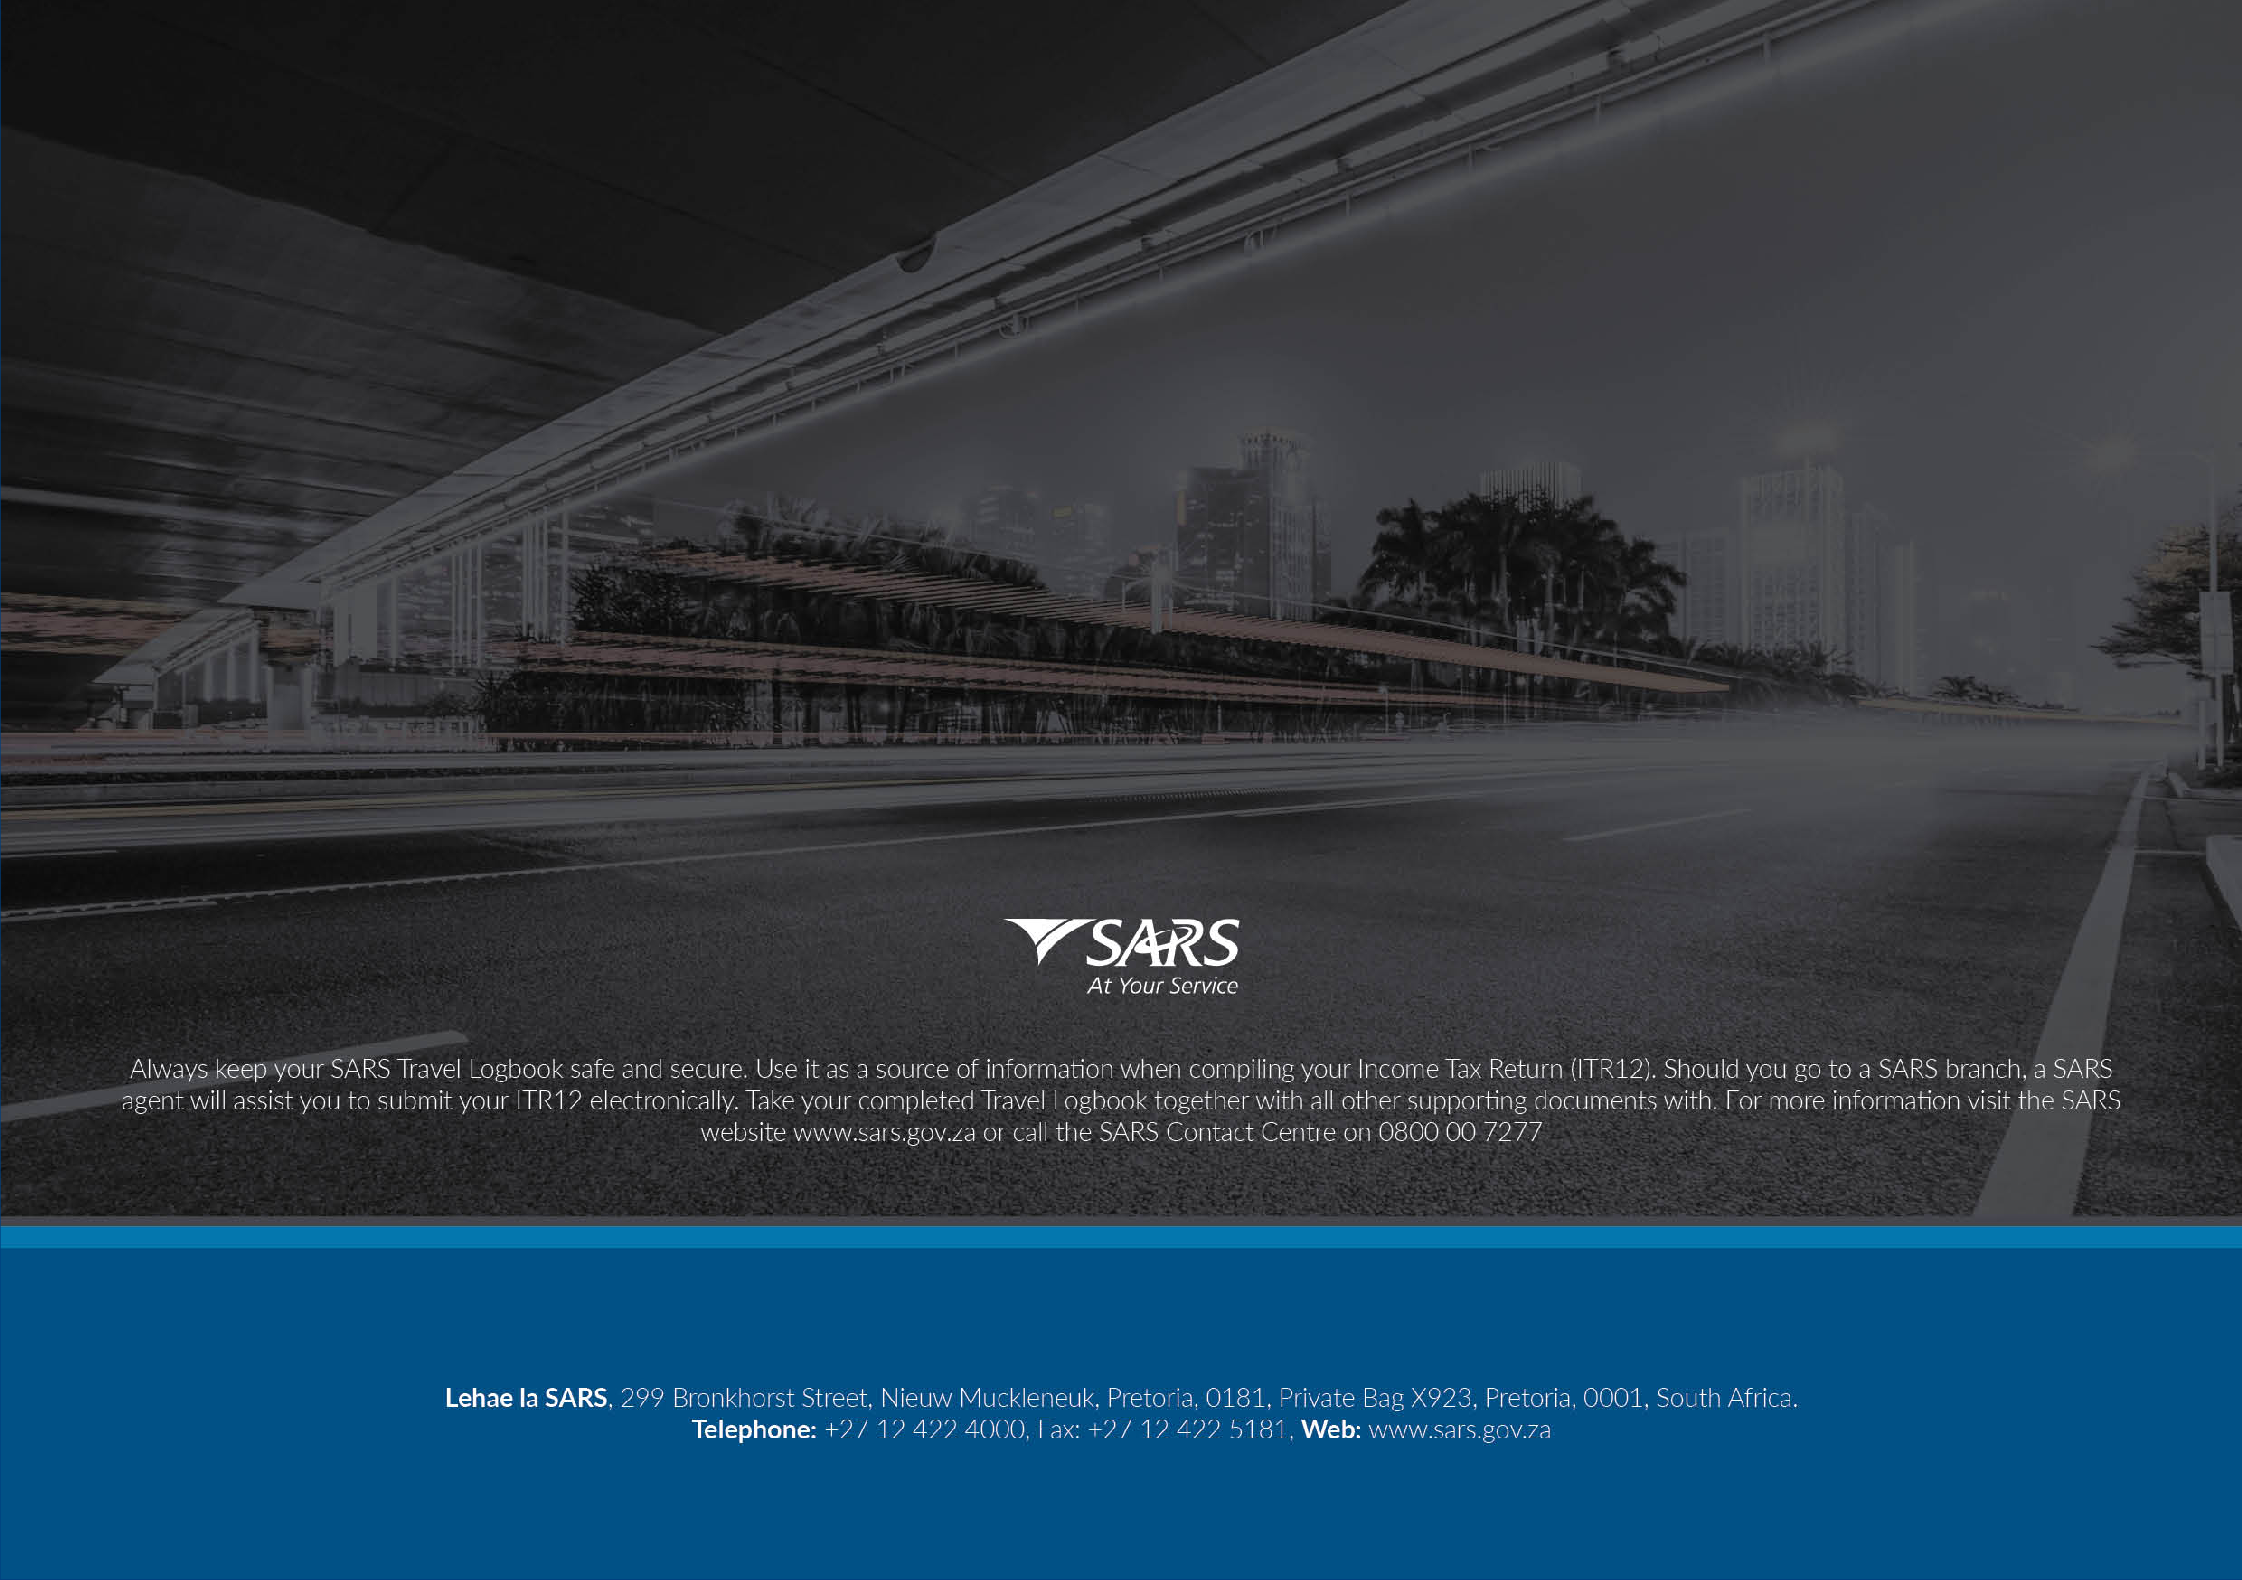 SARS
At Your Service
Always keep your SARS Travel Logbook safe and secure. Use it as a source of information when compiling your Income Tax Return (ITR12). Should you go to a SARS branch, a SARS
agent will assist you to submit your ITR12 electronically. Take your completed Travel Logbook together with all other supporting documents with. For more information visit the SARS
website www.sars.gov.za or call the SARS Contact Centre on 0800 00 7277
Lehae la SARS, 299 Bronkhorst Street, Nieuw Muckleneuk, Pretoria, 0181, Private Bag X923, Pretoria, 0001, South Africa.
Telephone: +27 12 422 4000, Fax: +27 12 422 5181, Web: www.sars.gov.za